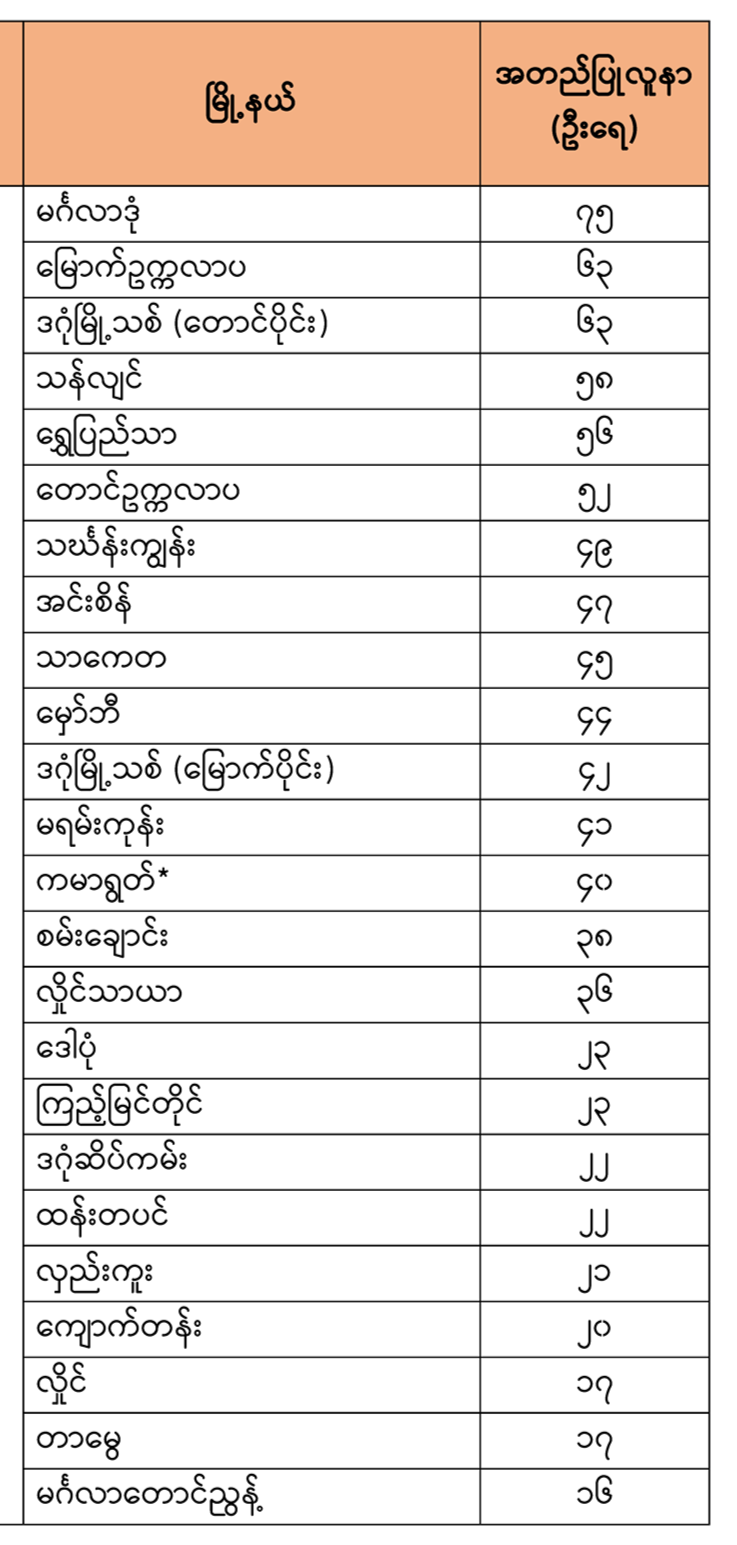 မြို့နယ် အတည်ပြုလူနာ
(ဦးရေ)
မင်္ဂလာဒုံ ၇၅
မြောက်ဥက္ကလာပ ၆၃
ဒဂုံမြို့သစ် (တောင်ပိုင်း) ၆၃
သန်လျင် ၅၈
ရွှေပြည်သာ ၅၆
တောင်ဥက္ကလာပ ၅၂
သင်္ဃန်းကျွန်း ၄၉
အင်းစိန် ၄၇
သာကေတ ၄၅
မှော်ဘီ ၄၄
ဒဂုံမြို့သစ် (မြောက်ပိုင်း) ၄၂
မရမ်းကုန်း ၄၁
ကမာရွတ်* ၄၀
စမ်းချောင်း ၃၈
လှိုင်သာယာ ၃၆
ဒေါပုံ ၂၃
ကြည့်မြင်တိုင် ၂၃
ဒဂုံဆိပ်ကမ်း ၂၂
ထန်းတပင် ၂၂
လှည်းကူး ၂၁
ကျောက်တန်း ၂၀
လှိုင် ၁၇
တာမွေ ၁၇
မင်္ဂလာတောင်ညွန့် ၁၆